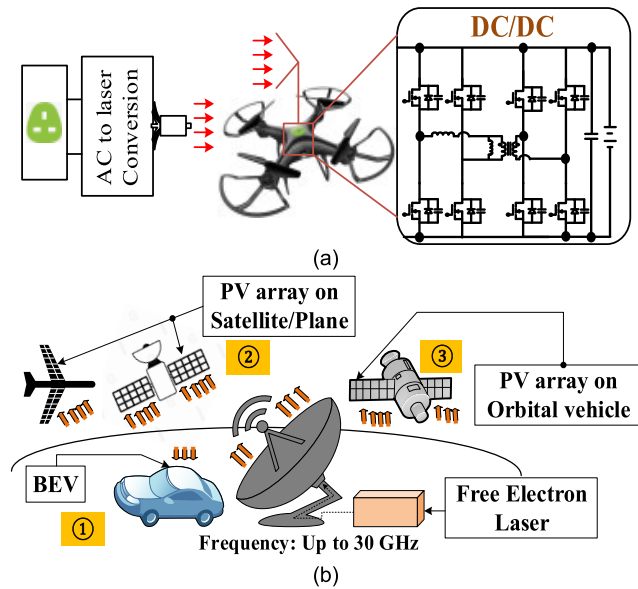 DC/DC
AC to laser
Conversion
(a)
PV array on
Satellite/Plane
②
③
PV array on
Orbital vehicle
BEV
①
Free Electron
Laser
Frequency: Up to 30 GHz
(b)